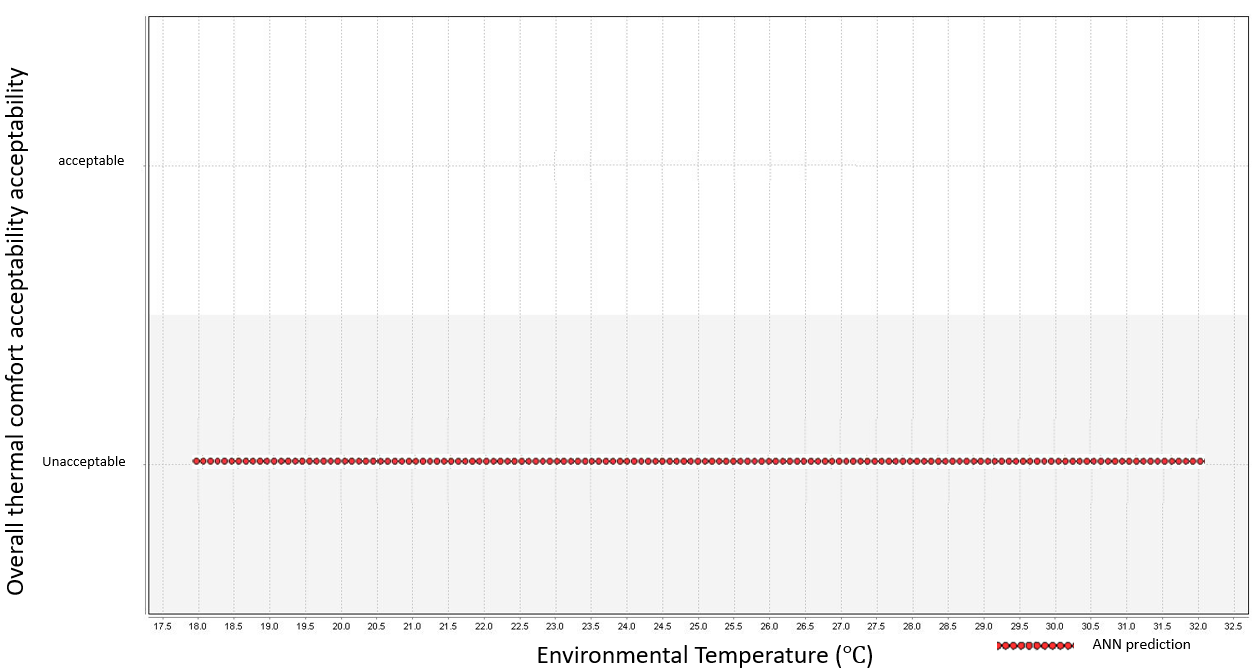 Overall thermal comfort acceptability acceptability
acceptable
Unacceptable
17.5 18.0 18.5 19.0 19.5 20.0 20.5 21.0 21.5 22.0 22.5 23.0 23.5 24.0 24.5 25.0 25.5 26.0 26.5 27.0 27.5 28.0 28.5 29.0 29.5 30.0 30.5 31.0 31.5 32.0 32.5
Environmental Temperature (°C)
ANN prediction